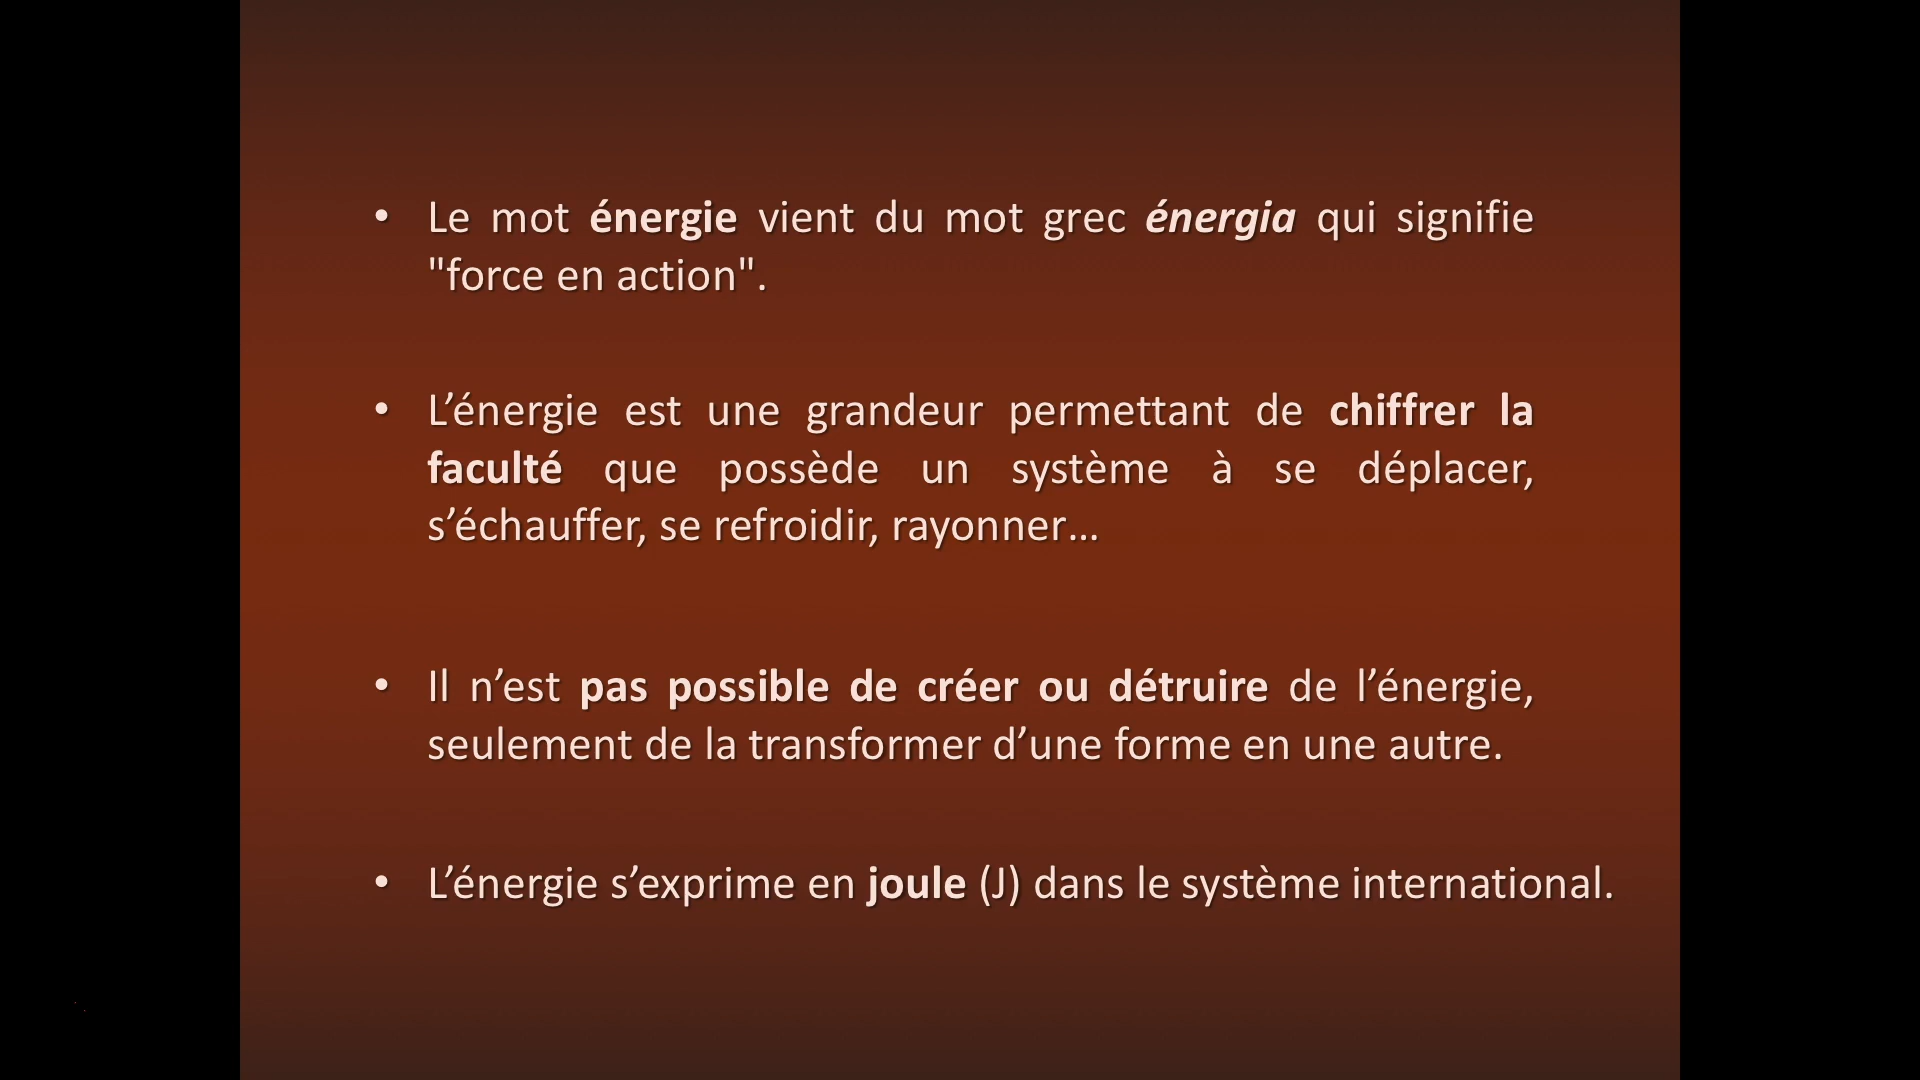 • Le mot énergie vient du mot grec énergia qui signifie
"force en action".
• L’énergie est une grandeur permettant de chiffrer la
faculté que possède un système à se déplacer,
s’échauffer, se refroidir, rayonner…
• Il n’est pas possible de créer ou détruire de l’énergie,
seulement de la transformer d’une forme en une autre.
• L’énergie s’exprime en joule (J) dans le système international.